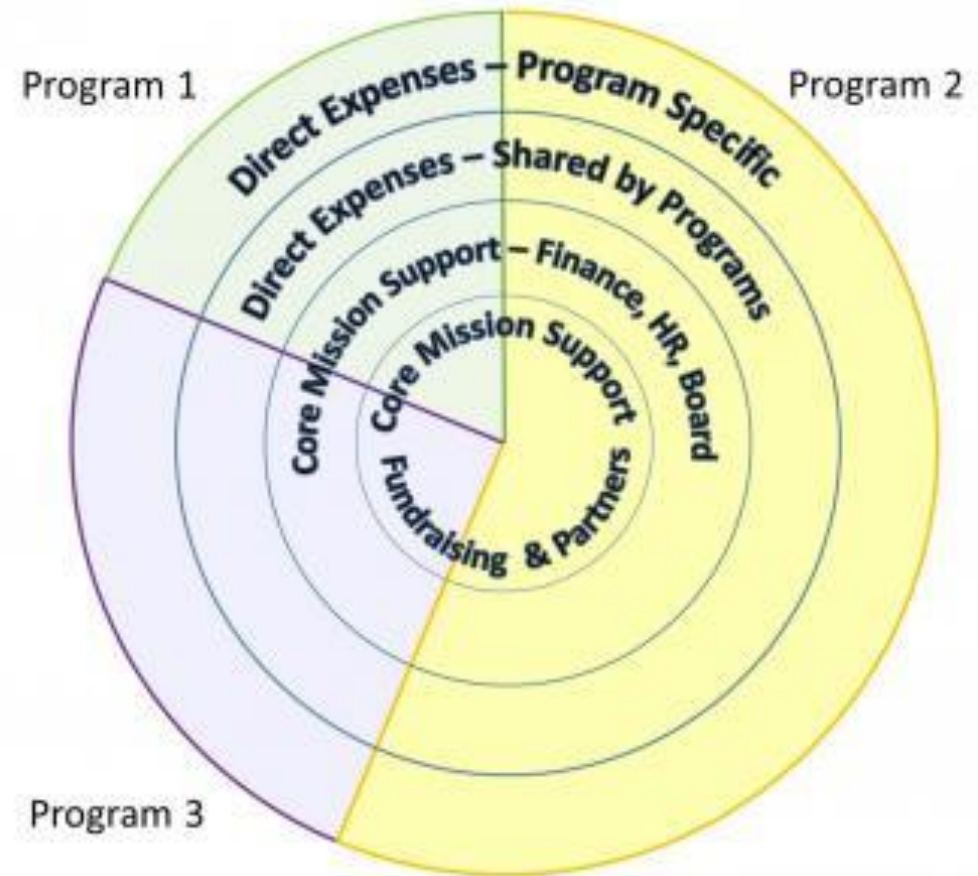 Program 1
Program 2
Direct Expenses – Program Specific
Direct Expenses – Shared by Programs
Core Mission Support – Finance, HR, Board
Core Mission Support
Fundraising & Partners
Program 3